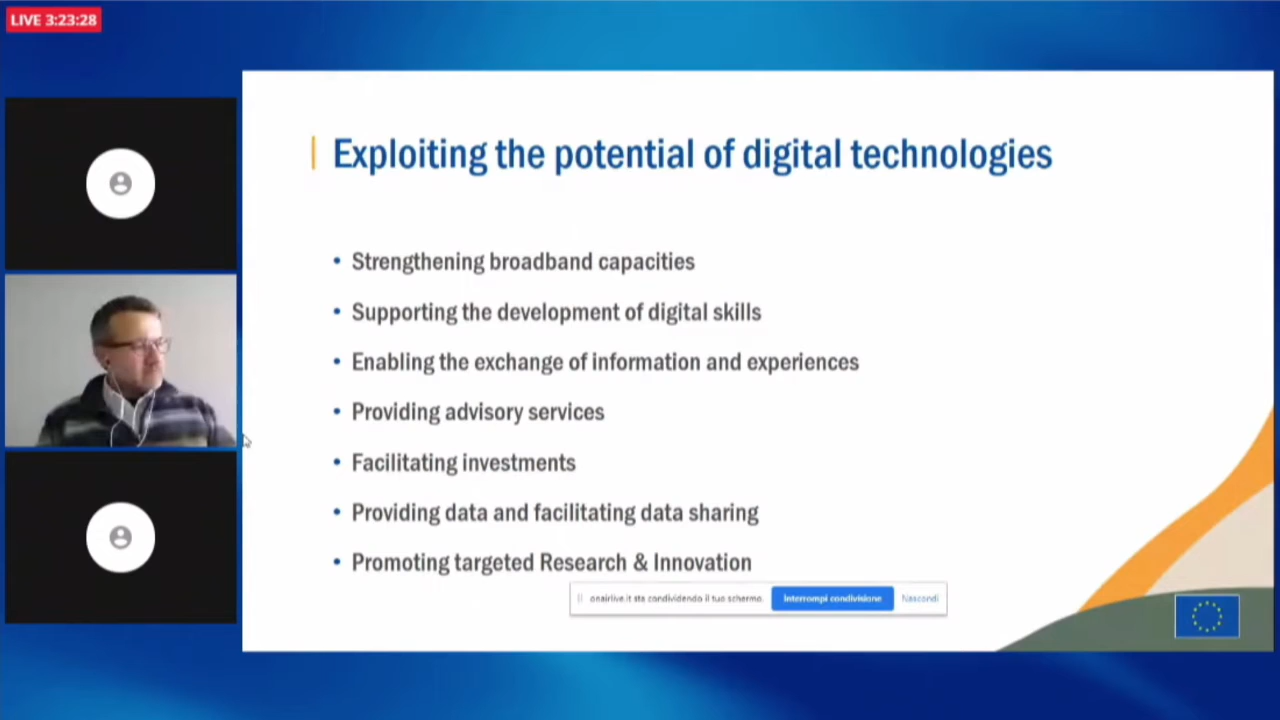 LIVE 3:23:28
Exploiting the potential of digital technologies
• Strengthening broadband capacities
• Supporting the development of digital skills
• Enabling the exchange of information and experiences
• Providing advisory services
• Facilitating investments
• Providing data and facilitating data sharing
• Promoting targeted Research & Innovation
onairlive.it sta condividendo il tuo schermo. Interrompi condivisione Nascondi